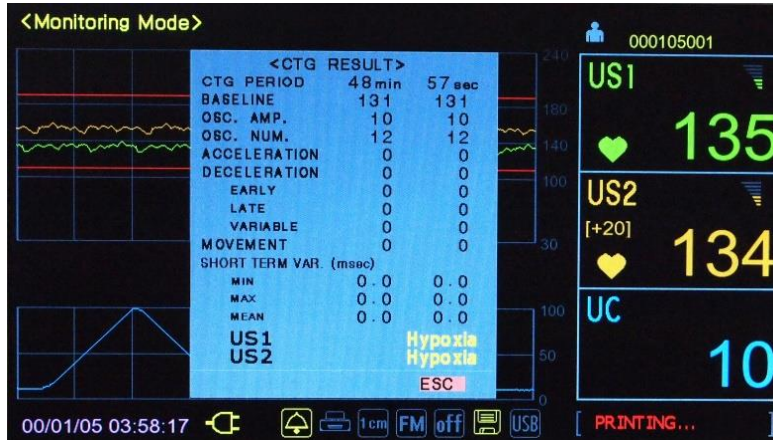 <Monitoring Mode>
000105001
<CTG RESULT>
CTG PERIOD 48min 57sec
BASELINE 131 131
OSC. AMP. 10 10
OSC. NUM. 12 12
ACCELERATION 0 0
DECELERATION 0 0
EARLY 0 0
LATE 0 0
VARIABLE 0 0
MOVEMENT 0 0
SHORT TERM VAR. (msec)
MIN 0.0 0.0
MAX 0.0 0.0
MEAN 0.0 0.0
US1 Hypoxia
US2 Hypoxia
ESC
240
180
140
100
30
100
50
0
US1
135
US2
[+20]
134
UC
10
00/01/05 03:58:17
1cm
FM
off
USB
[ PRINTING... ]